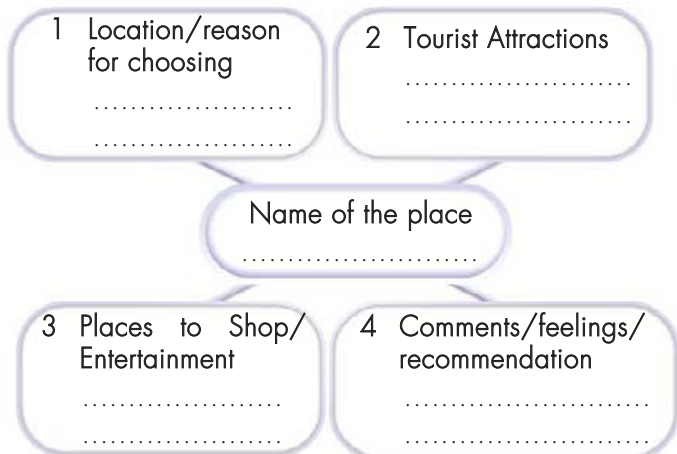 1 Location/reason
for choosing
......................
......................
2 Tourist Attractions
.........................
.........................
Name of the place
..........................
3 Places to Shop/
Entertainment
......................
......................
4 Comments/feelings/
recommendation
...........................
...........................